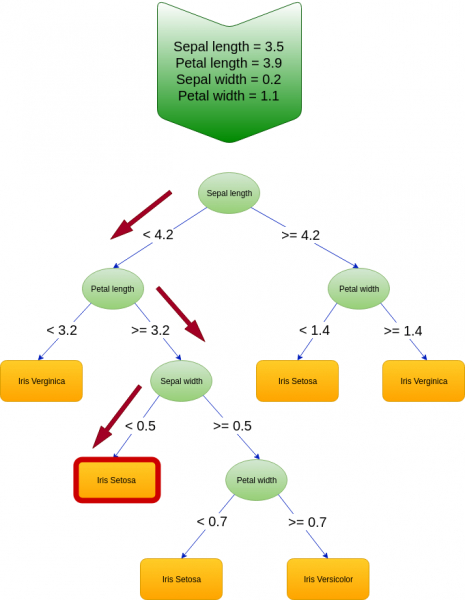 Sepal length = 3.5
Petal length = 3.9
Sepal width = 0.2
Petal width = 1.1
Sepal length
< 4.2
>= 4.2
Petal length
Petal width
< 3.2
>= 3.2
< 1.4
>= 1.4
Iris Verginica
Sepal width
Iris Setosa
Iris Verginica
< 0.5
>= 0.5
Iris Setosa
Petal width
< 0.7
>= 0.7
Iris Setosa
Iris Versicolor